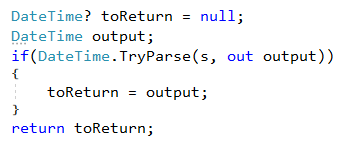 DateTime? toReturn = null;
DateTime output;
if(DateTime.TryParse(s, out output))
{
    toReturn = output;
}
return toReturn;